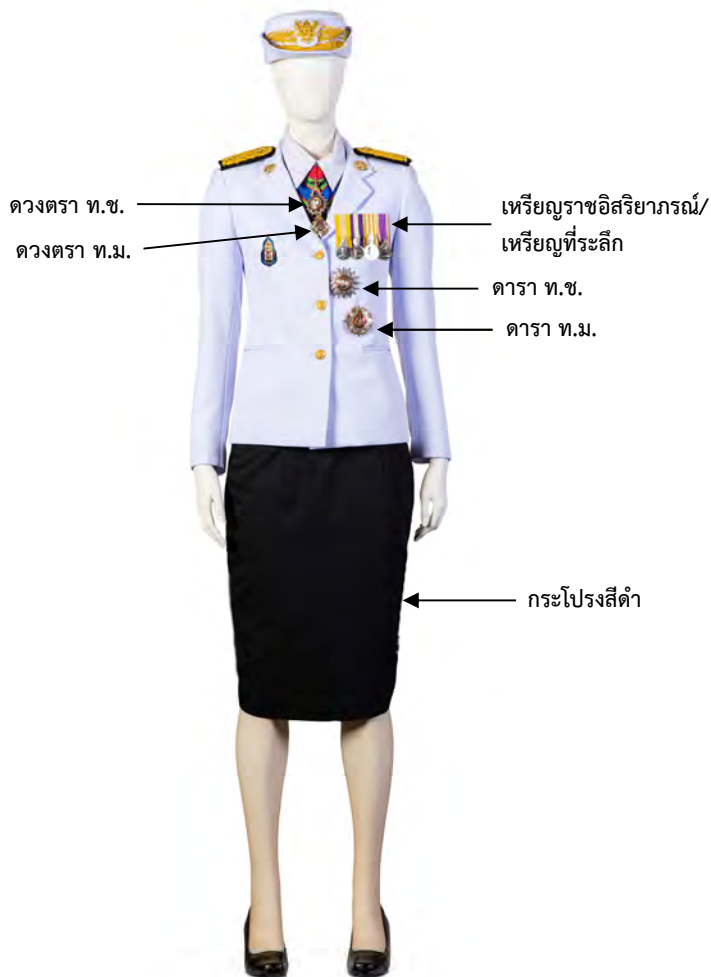 ดวงตรา ท.ช.
ดวงตรา ท.ม.
เหรียญราชอิสริยาภรณ์/
เหรียญที่ระลึก
ดารา ท.ช.
ดารา ท.ม.
กระโปรงสีดำ